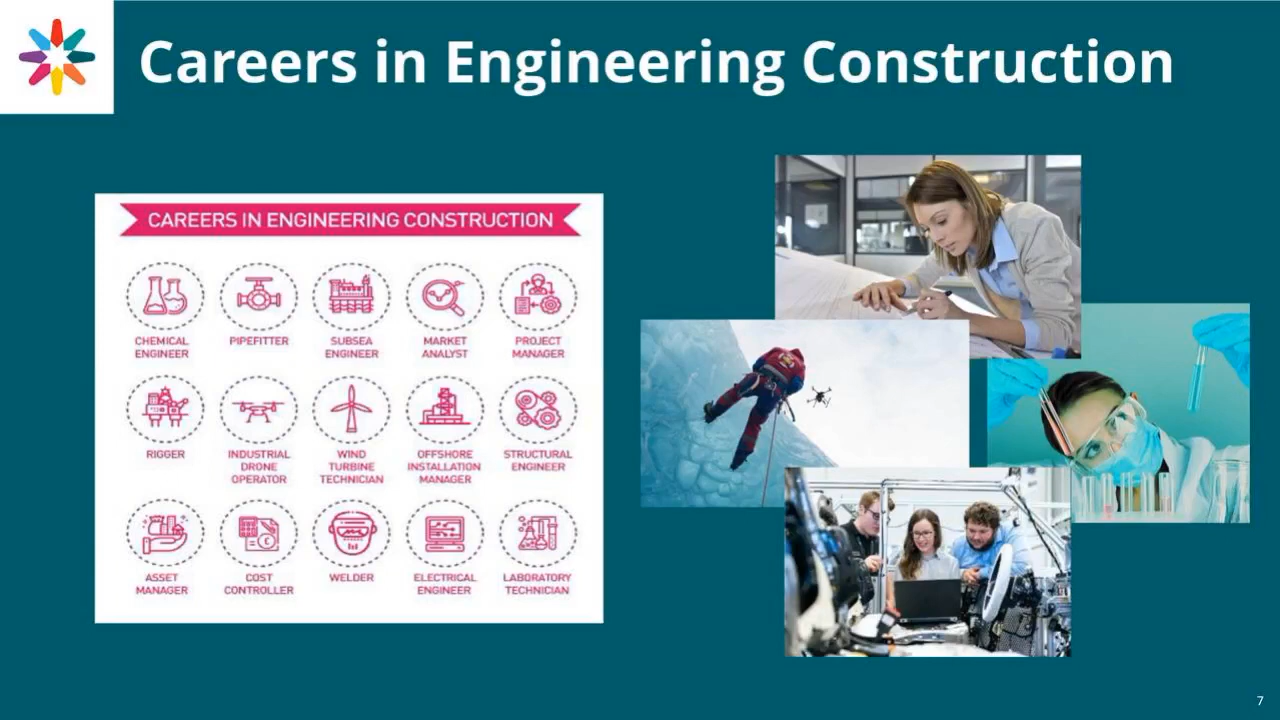 Careers in Engineering Construction
CAREERS IN ENGINEERING CONSTRUCTION
CHEMICAL
ENGINEER
PIPEFITTER
SUBSEA
ENGINEER
MARKET
ANALYST
PROJECT
MANAGER
RIGGER
INDUSTRIAL
DRONE
OPERATOR
WIND
TURBINE
TECHNICIAN
OFFSHORE
INSTALLATION
MANAGER
STRUCTURAL
ENGINEER
ASSET
MANAGER
COST
CONTROLLER
WELDER
ELECTRICAL
ENGINEER
LABORATORY
TECHNICIAN
7